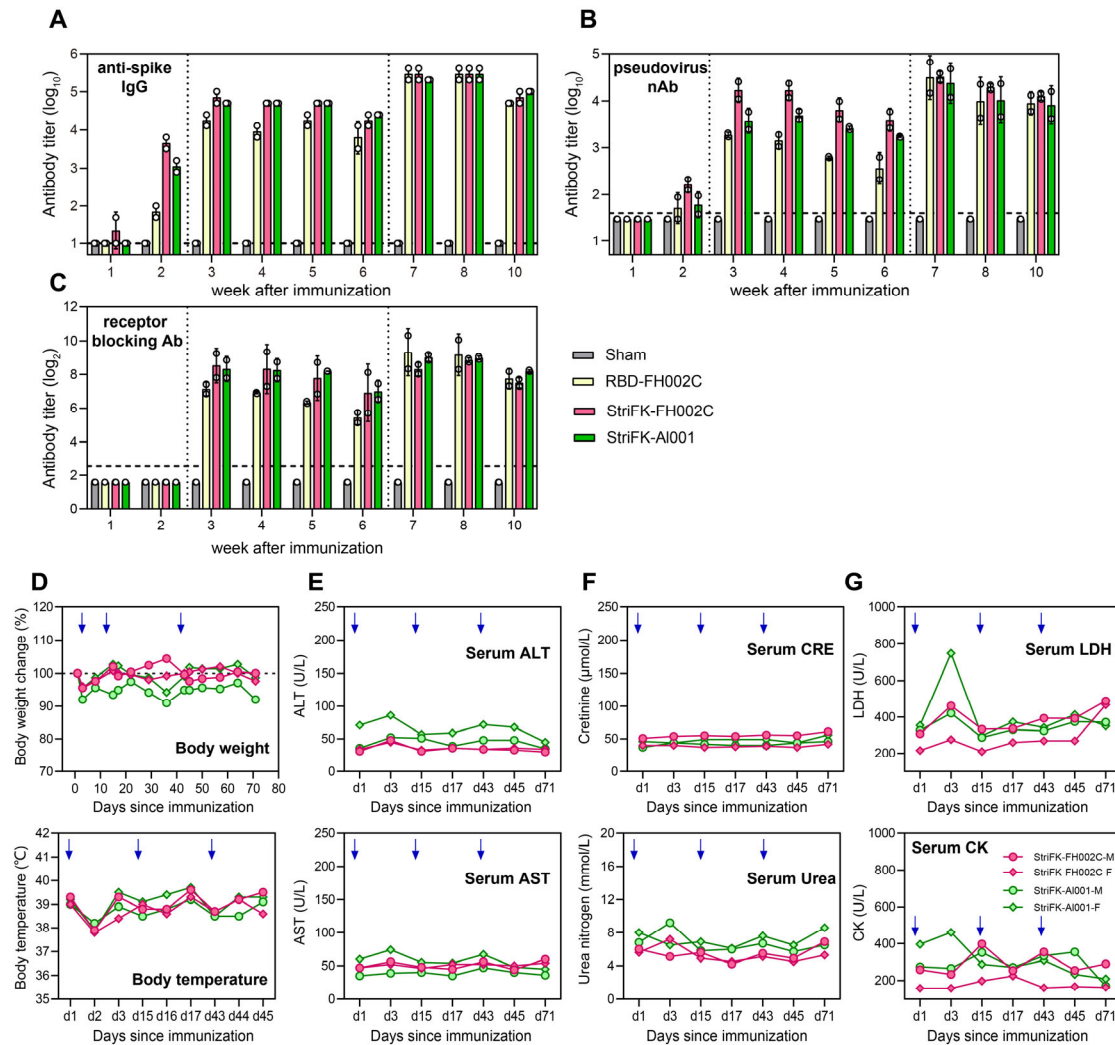 A
anti-spike
IgG
Antibody titer (log10)
6
5
4
3
2
1
1 2 3 4 5 6 7 8 10
week after immunization
B
pseudovirus
nAb
Antibody titer (log10)
5
4
3
2
1
1 2 3 4 5 6 7 8 10
week after immunization
C
receptor
blocking Ab
Antibody titer (log2)
12
10
8
6
4
2
0
1 2 3 4 5 6 7 8 10
week after immunization
Sham
RBD-FH002C
StriFK-FH002C
StriFK-Al001
D
Body weight change (%)
120
110
100
90
80
70
Body weight
0 10 20 30 40 50 60 70 80
Days since immunization
E
ALT (U/L)
250
200
150
100
50
0
Serum ALT
d1 d3 d15 d17 d43 d45 d71
Days since immunization
F
Cretinine (μmol/L)
250
200
150
100
50
0
Serum CRE
d1 d3 d15 d17 d43 d45 d71
Days since immunization
G
LDH (U/L)
1000
800
600
400
200
Serum LDH
d1 d3 d15 d17 d43 d45 d71
Days since immunization
Body temperature (℃)
42
41
40
39
38
37
36
35
Body temperature
d1 d2 d3 d15 d16 d17 d43 d44 d45
Days since immunization
AST (U/L)
250
200
150
100
50
0
Serum AST
d1 d3 d15 d17 d43 d45 d71
Days since immunization
Urea nitrogen (mmol/L)
20
16
12
8
4
0
Serum Urea
d1 d3 d15 d17 d43 d45 d71
Days since immunization
CK (U/L)
1000
800
600
400
200
Serum CK
StriFK-FH002C-M
StriFK FH002C F
StriFK-Al001-M
StriFK-Al001-F
d1 d3 d15 d17 d43 d45 d71
Days since immunization